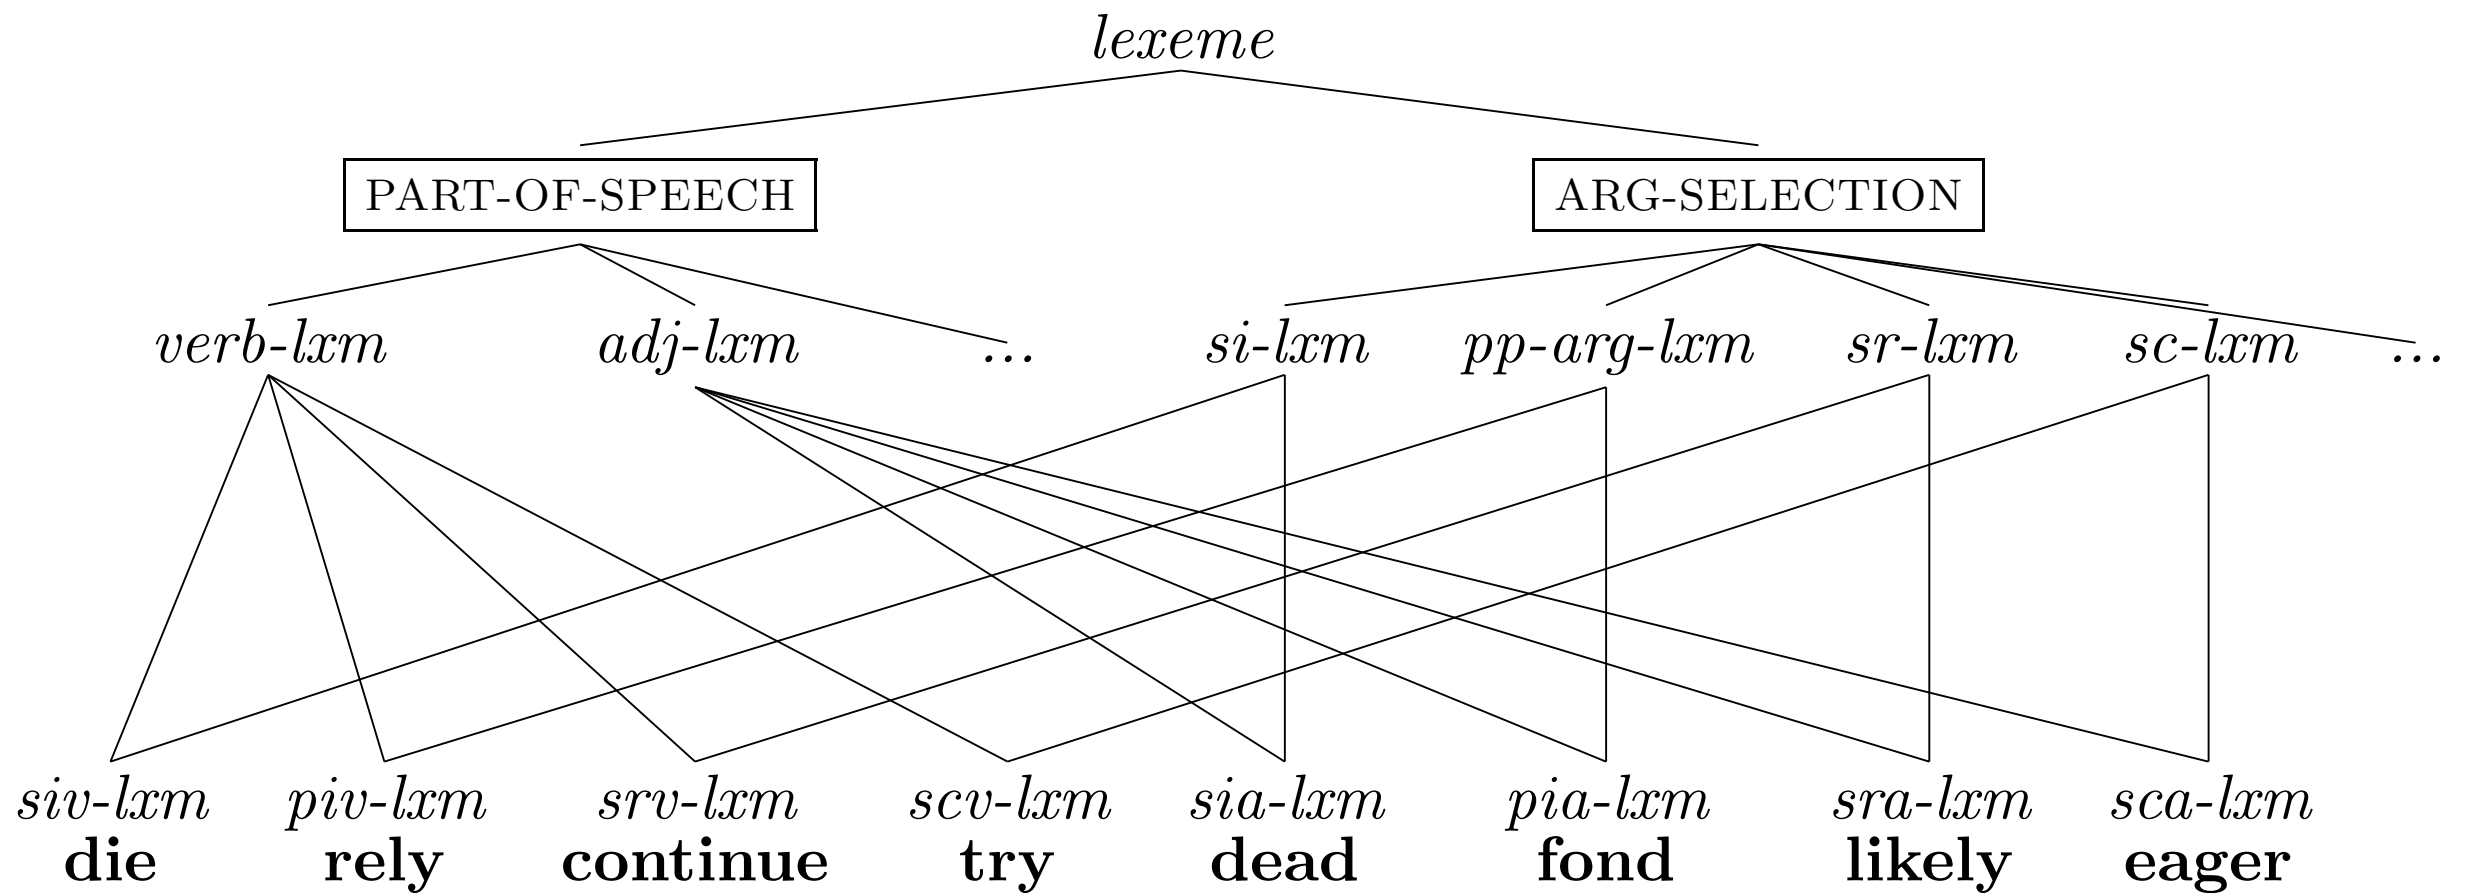 lexeme
PART-OF-SPEECH ARG-SELECTION
verb-lxm adj-lxm ... si-lxm pp-arg-lxm sr-lxm sc-lxm ...
siv-lxm piv-lxm srv-lxm scv-lxm sia-lxm pia-lxm sra-lxm sca-lxm
die rely continue try dead fond likely eager